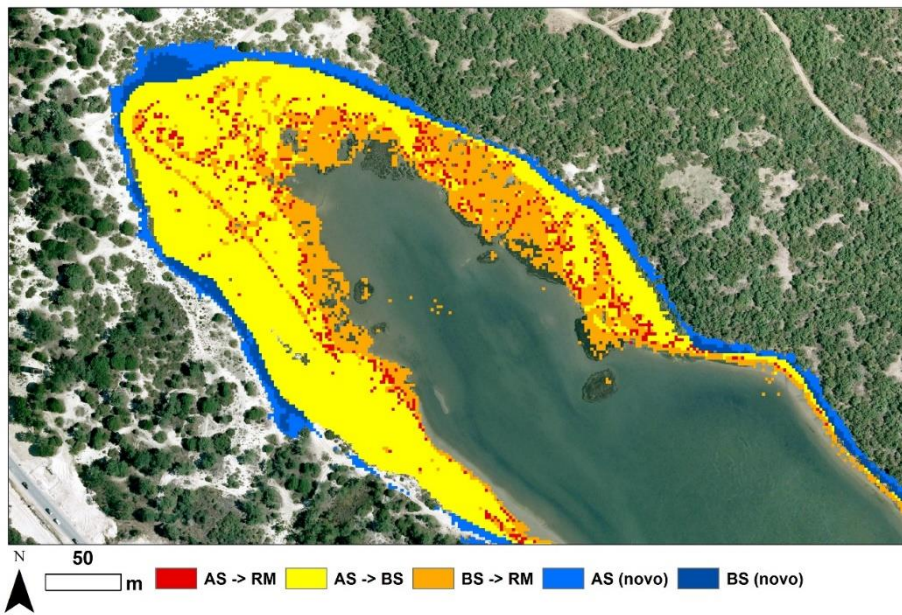 N
50
m
AS -> RM
AS -> BS
BS -> RM
AS (novo)
BS (novo)